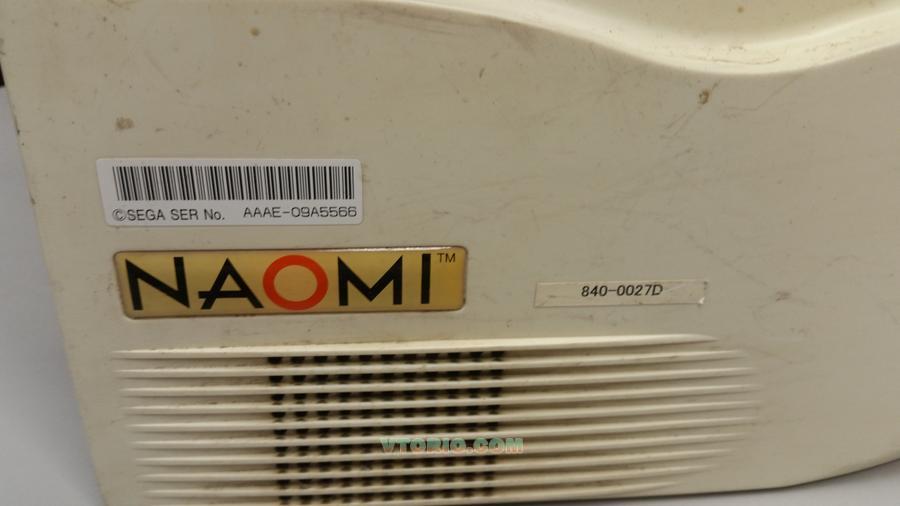 ©SEGA SER No. AAAE-09A5566
NAOMI™
840-0027D
VTORIO.COM